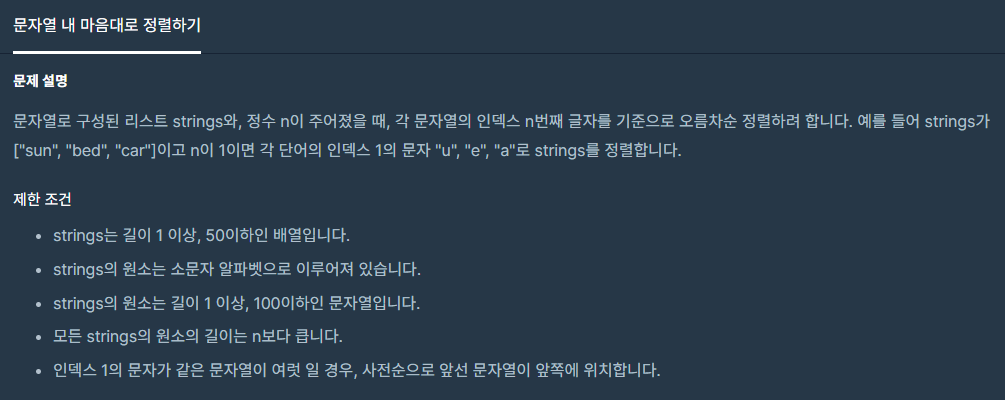 문자열 내 마음대로 정렬하기
문제 설명
문자열로 구성된 리스트 strings와, 정수 n이 주어졌을 때, 각 문자열의 인덱스 n번째 글자를 기준으로 오름차순 정렬하려 합니다. 예를 들어 strings가
["sun", "bed", "car"]이고 n이 1이면 각 단어의 인덱스 1의 문자 "u", "e", "a"로 strings를 정렬합니다.
제한 조건
• strings는 길이 1 이상, 50이하인 배열입니다.
• strings의 원소는 소문자 알파벳으로 이루어져 있습니다.
• strings의 원소는 길이 1 이상, 100이하인 문자열입니다.
• 모든 strings의 원소의 길이는 n보다 큽니다.
• 인덱스 1의 문자가 같은 문자열이 여럿 일 경우, 사전순으로 앞선 문자열이 앞쪽에 위치합니다.